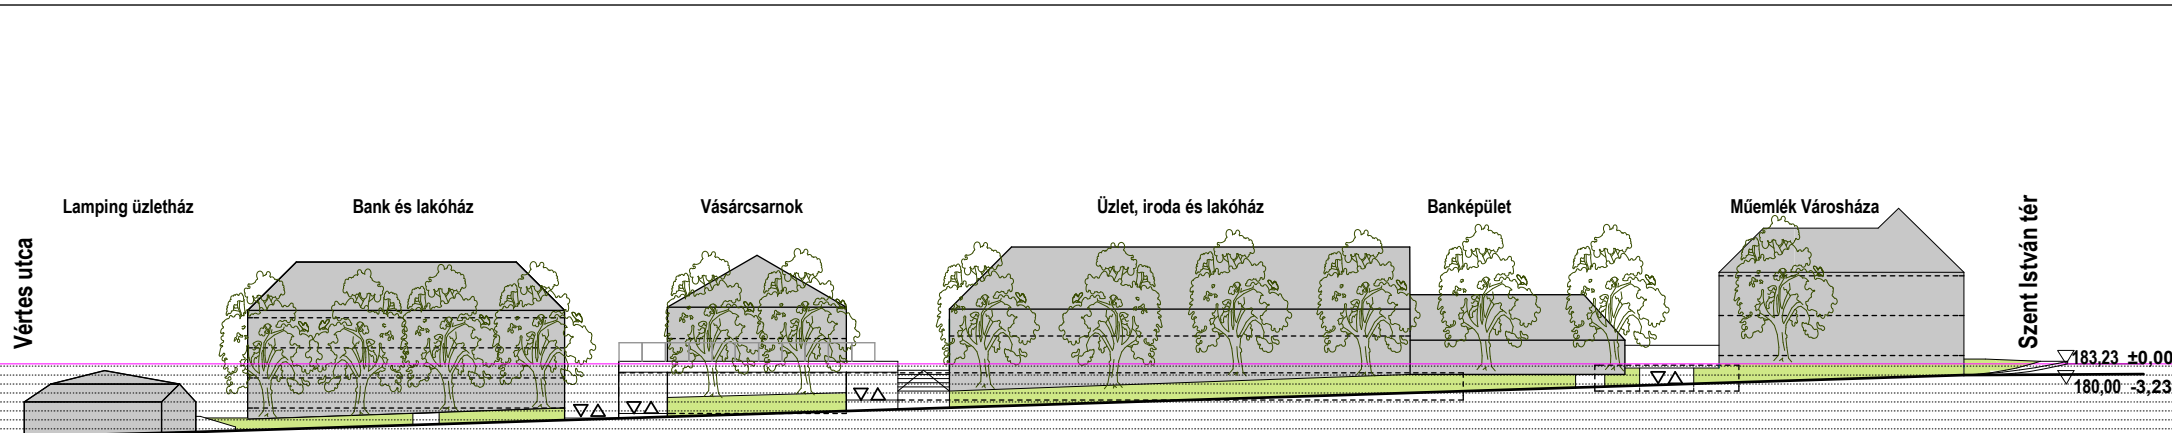 Lamping üzletház
Bank és lakóház
Vásárcsarnok
Üzlet, iroda és lakóház
Banképület
Műemlék Városháza
Vértes utca
Szent István tér
183,23 ±0,00
180,00 -3,23